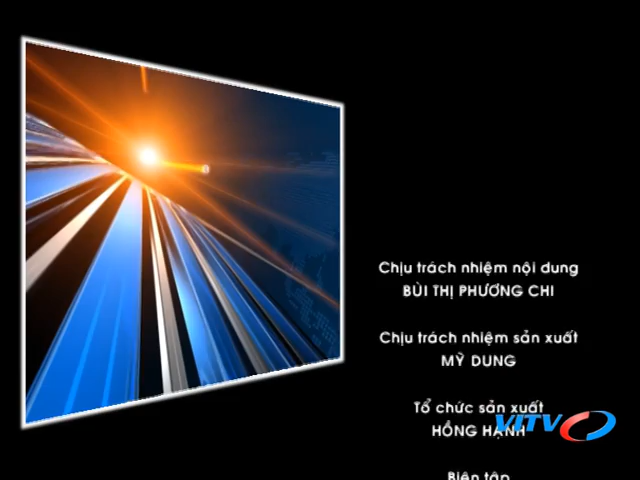 Chịu trách nhiệm nội dung
BÙI THỊ PHƯƠNG CHI
Chịu trách nhiệm sản xuất
MỸ DUNG
Tổ chức sản xuất
HỒNG HẠNH
VITV
Biên tập